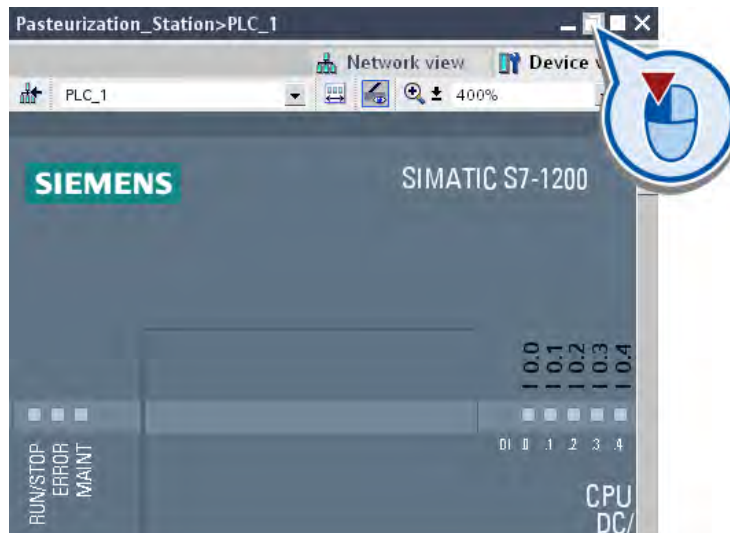 Pasteurization_Station>PLC_1
Network view
Device
PLC_1
400%
SIEMENS
SIMATIC S7-1200
I 0.0
I 0.1
I 0.2
I 0.3
I 0.4
DI 0 .1 .2 .3 .4
RUN/STOP
ERROR
MAINT
CPU
DC/